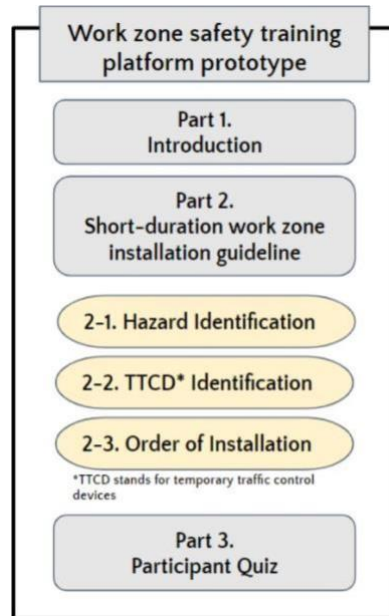 Work zone safety training
platform prototype
Part 1.
Introduction
Part 2.
Short-duration work zone
installation guideline
2-1. Hazard Identification
2-2. TTCD* Identification
2-3. Order of Installation
*TTCD stands for temporary traffic control
devices
Part 3.
Participant Quiz